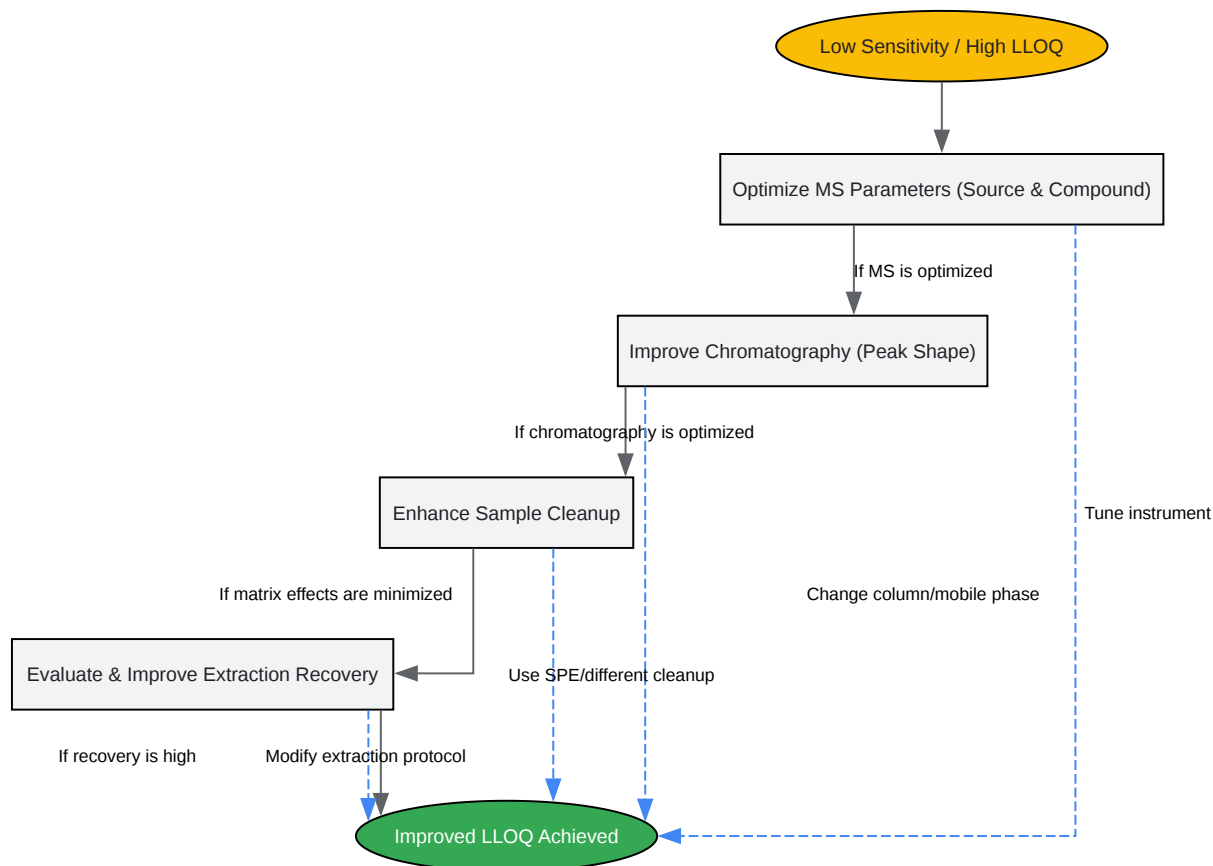 Low Sensitivity / High LLOQ
Optimize MS Parameters (Source & Compound)
If MS is optimized
Improve Chromatography (Peak Shape)
If chromatography is optimized
Enhance Sample Cleanup
Tune instrument
If matrix effects are minimized
Change column/mobile phase
Evaluate & Improve Extraction Recovery
Use SPE/different cleanup
If recovery is high
Modify extraction protocol
Improved LLOQ Achieved